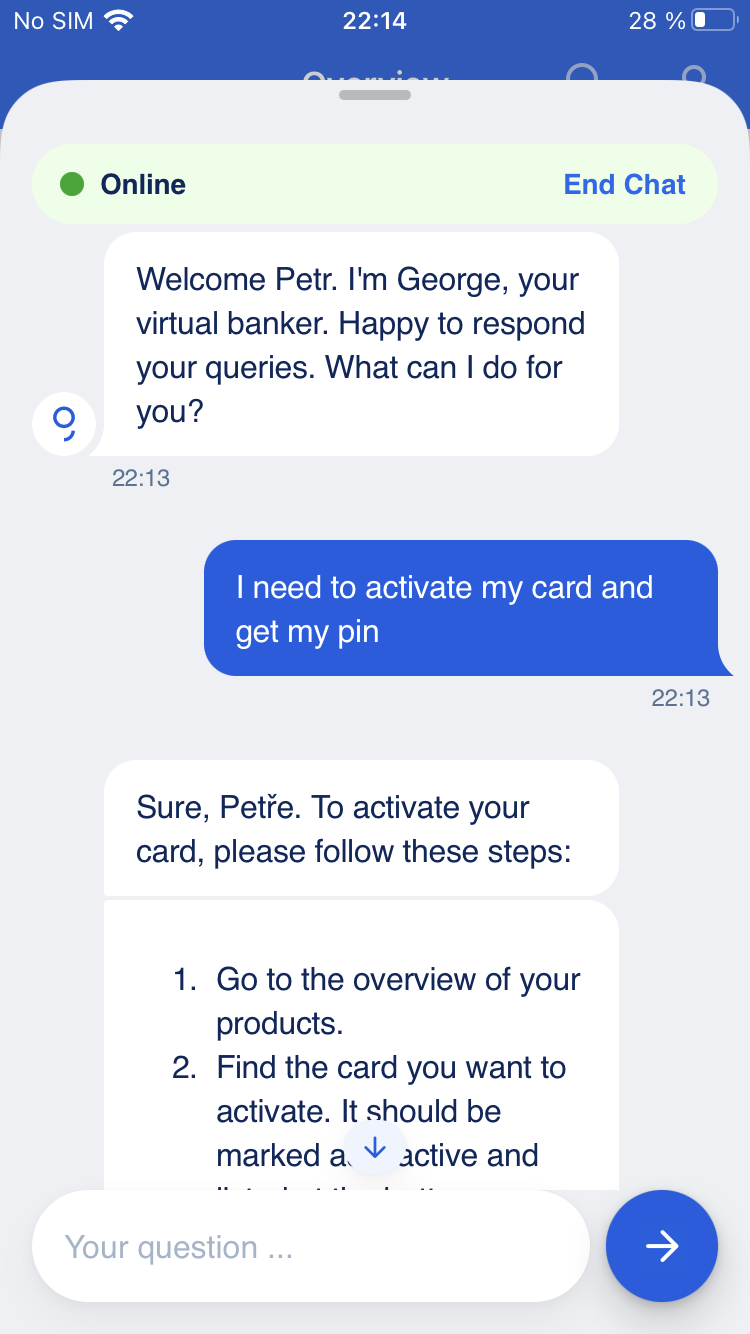 No SIM 22:14 28 %
Overview
Online End Chat
Welcome Petr. I'm George, your
virtual banker. Happy to respond
your queries. What can I do for
you?
22:13
I need to activate my card and
get my pin
22:13
Sure, Petře. To activate your
card, please follow these steps:
1. Go to the overview of your
products.
2. Find the card you want to
activate. It should be
marked and
Your question ...